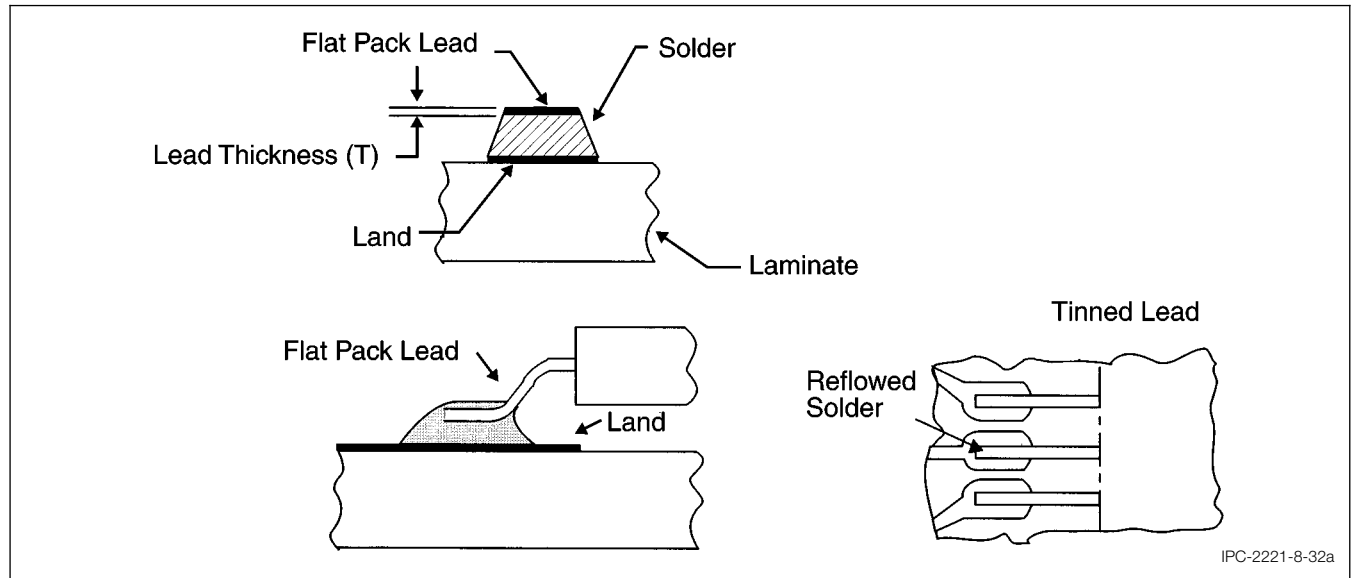 Flat Pack Lead
Solder
Lead Thickness (T)
Land
Laminate
Tinned Lead
Flat Pack Lead
Reflowed
Solder
Land
IPC-2221-8-32a